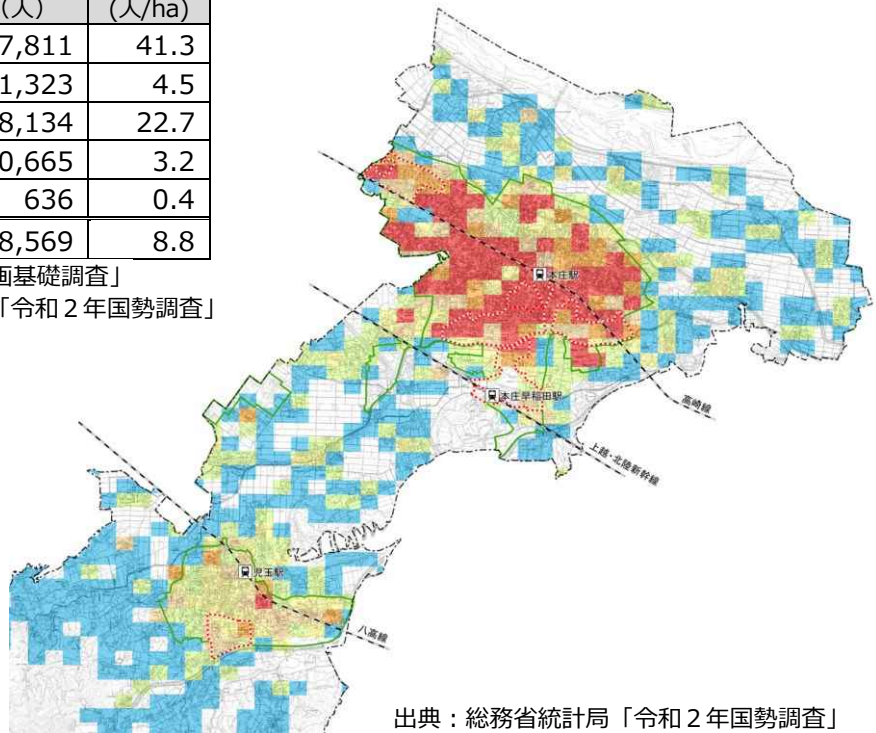 （人） (人/ha)
7,811 41.3
1,323 4.5
8,134 22.7
0,665 3.2
636 0.4
8,569 8.8
画基礎調査」
「令和２年国勢調査」
本庄駅
本庄早稲田駅
高崎線
上越・北陸新幹線
児玉駅
八高線
出典：総務省統計局「令和２年国勢調査」